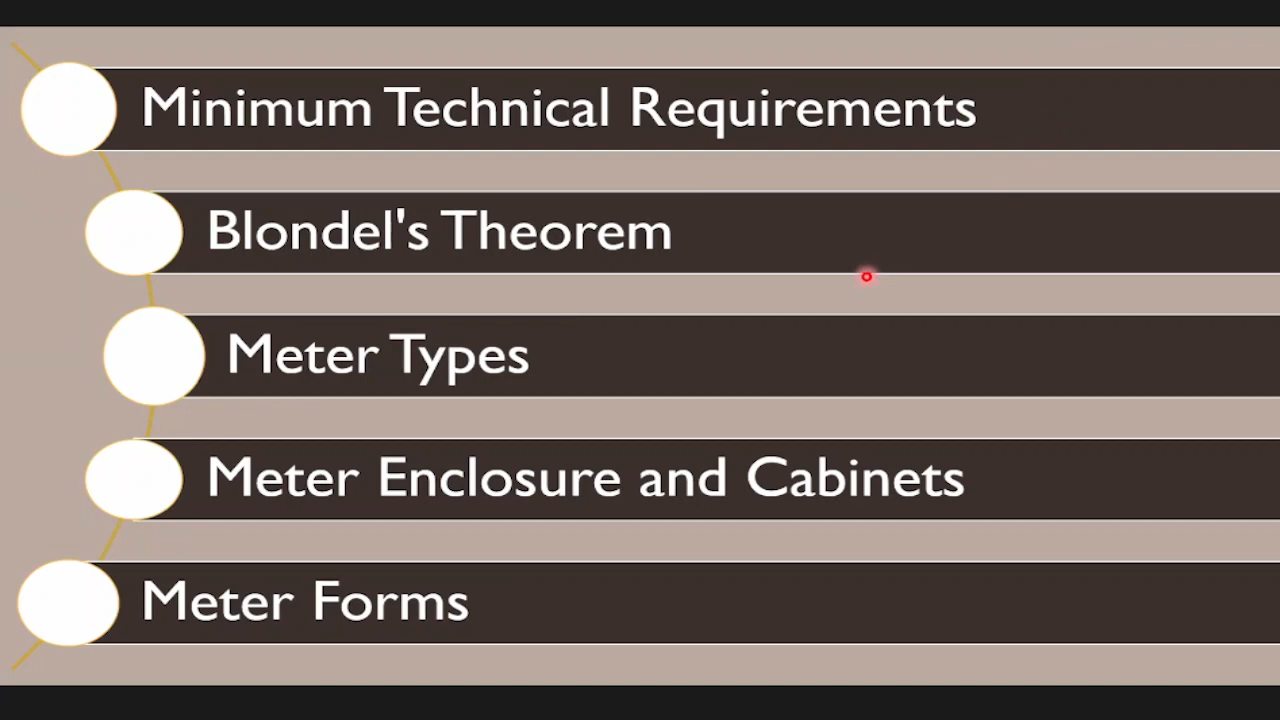 Minimum Technical Requirements
Blondel's Theorem
Meter Types
Meter Enclosure and Cabinets
Meter Forms